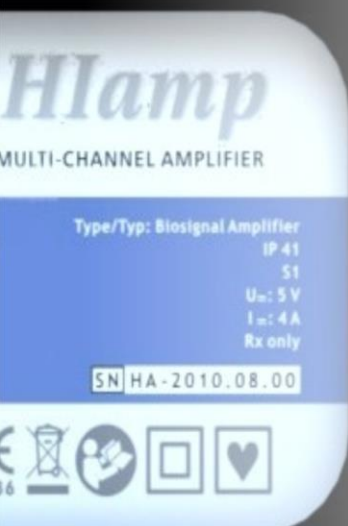 HIamp
MULTI-CHANNEL AMPLIFIER
Type/Typ: Biosignal Amplifier
IP 41
S1
U⎓: 5 V
I ⎓: 4 A
Rx only
SN HA-2010.08.00